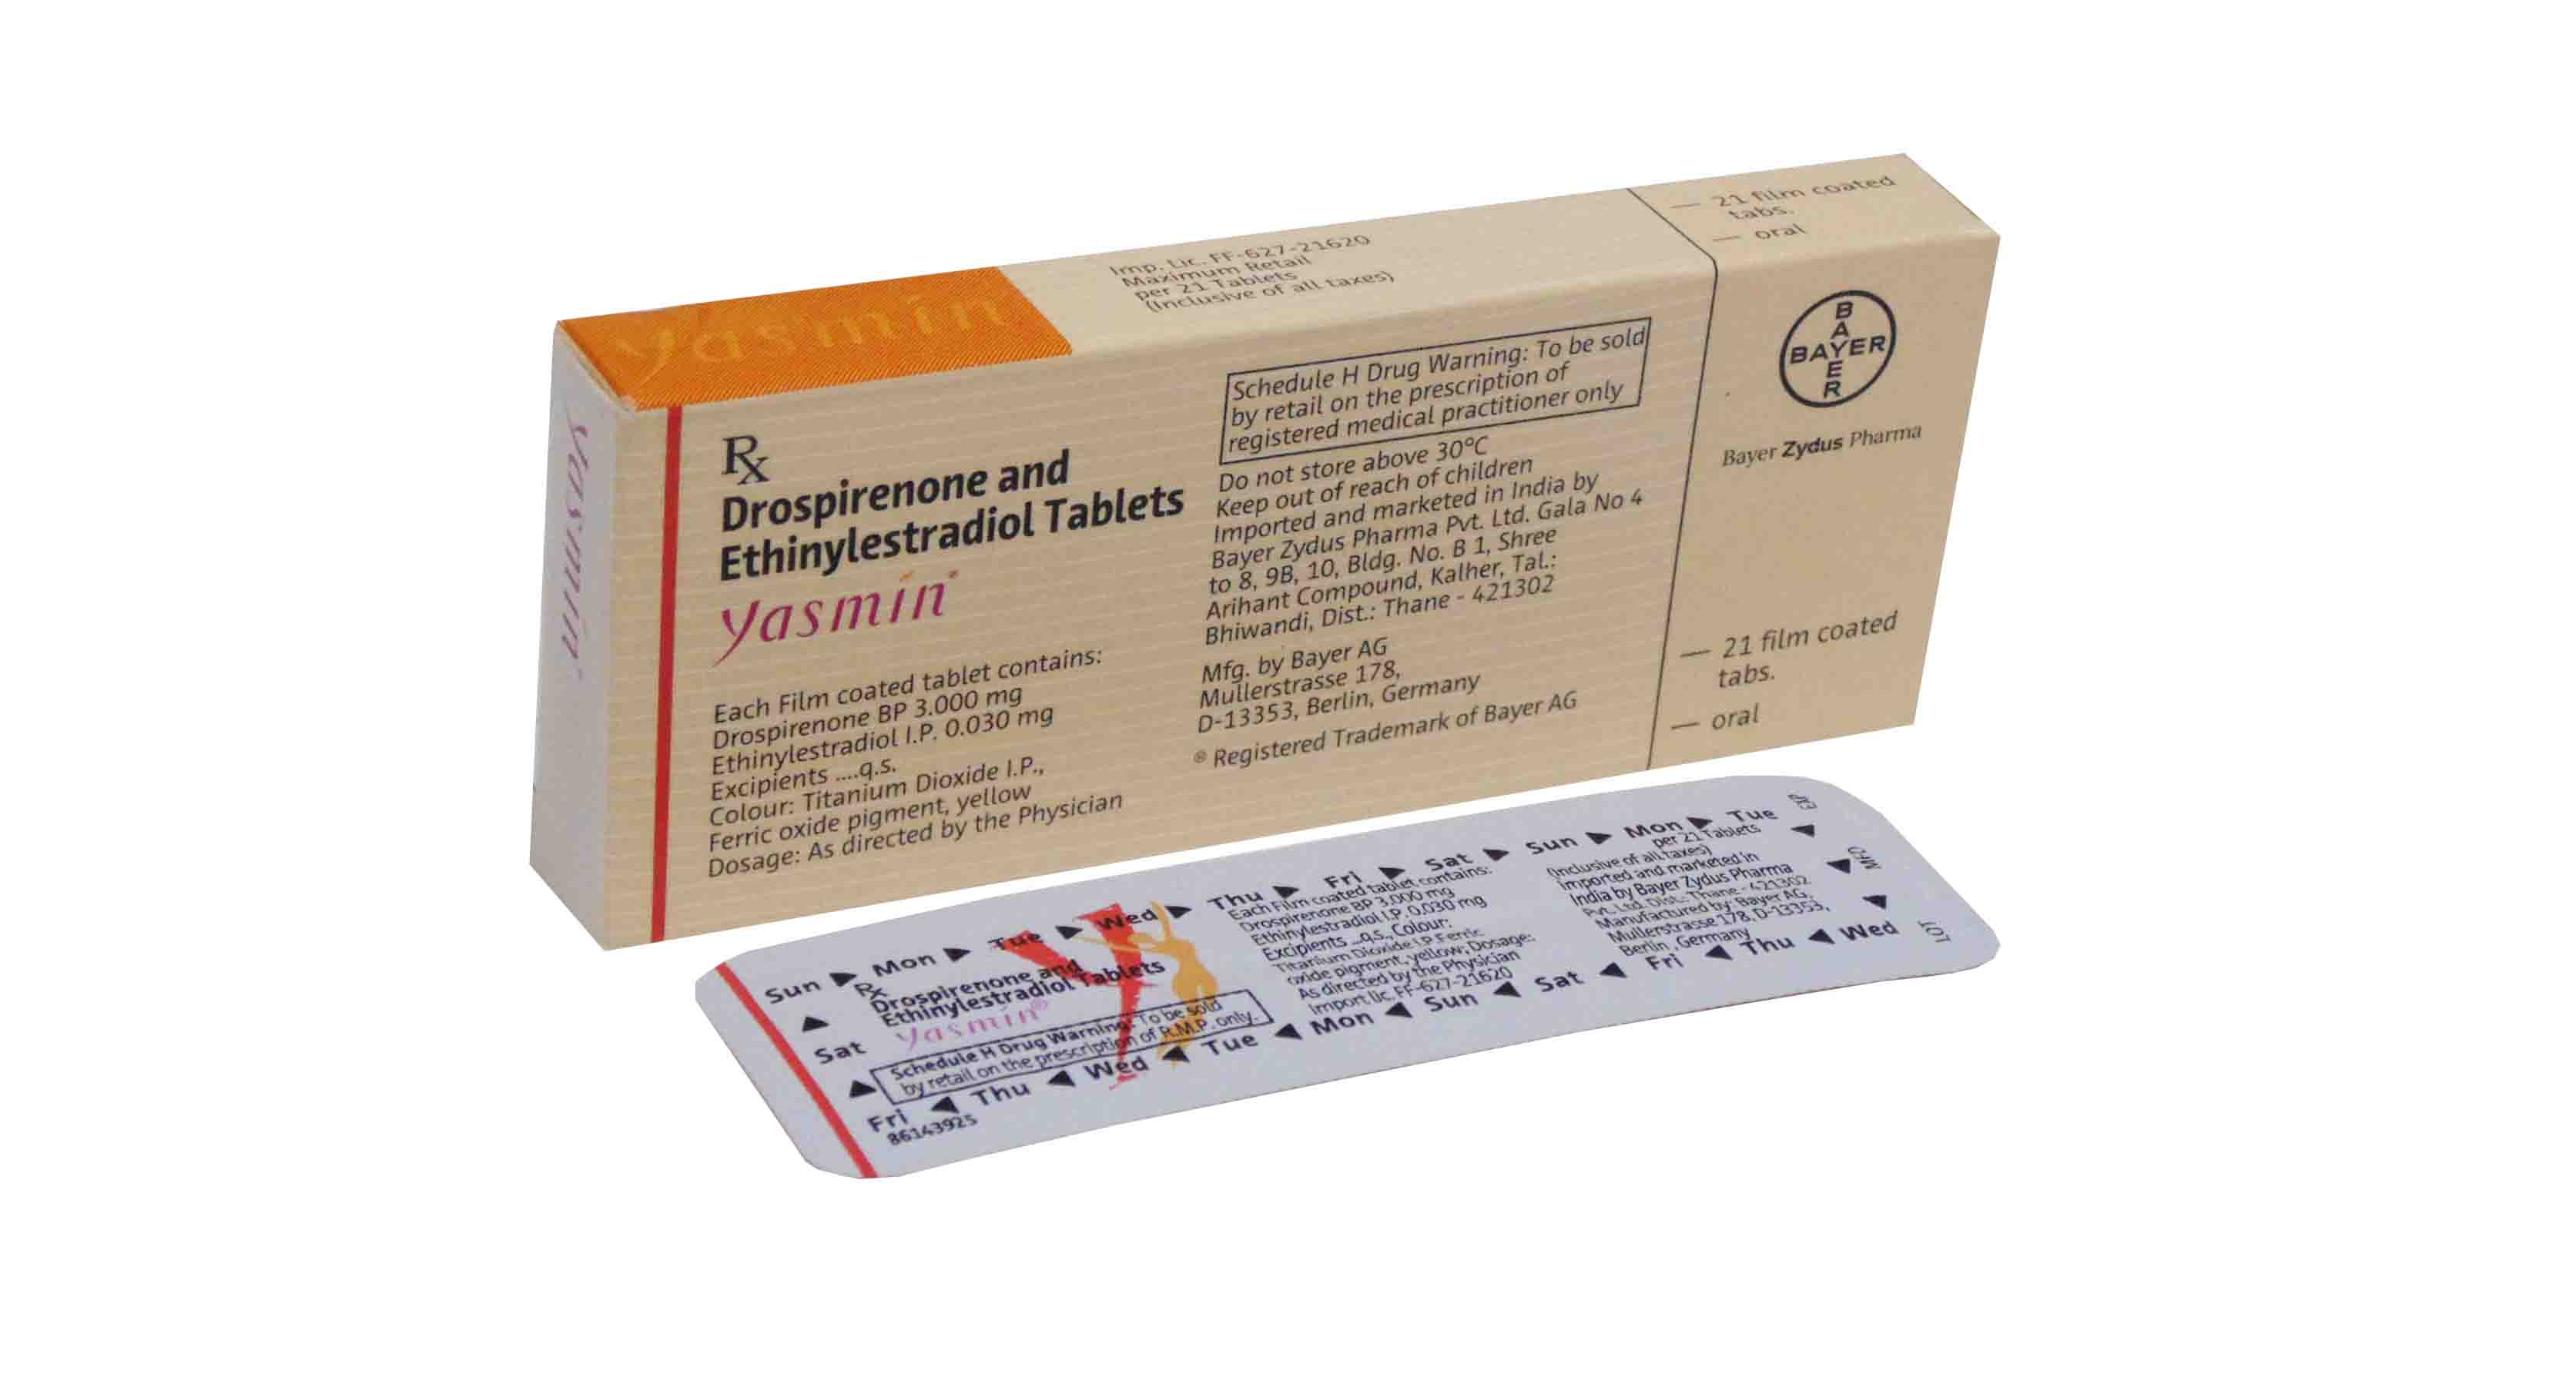 yasmin
Imp. Lic. FF-627-21620
Maximum Retail
per 21 Tablets
(Inclusive of all taxes)
— 21 film coated
tabs.
— oral
yasmin
Rx
Drospirenone and
Ethinylestradiol Tablets
yasmin®
Each Film coated tablet contains:
Drospirenone BP 3.000 mg
Ethinylestradiol I.P. 0.030 mg
Excipients ....q.s.
Colour: Titanium Dioxide I.P.,
Ferric oxide pigment, yellow
Dosage: As directed by the Physician
Schedule H Drug Warning: To be sold
by retail on the prescription of
registered medical practitioner only
Do not store above 30°C
Keep out of reach of children
Imported and marketed in India by
Bayer Zydus Pharma Pvt. Ltd. Gala No 4
to 8, 9B, 10, Bldg. No. B 1, Shree
Arihant Compound, Kalher, Tal.:
Bhiwandi, Dist.: Thane - 421302
Mfg. by Bayer AG
Mullerstrasse 178,
D-13353, Berlin, Germany
® Registered Trademark of Bayer AG
BAYER
BAYER
Bayer Zydus Pharma
— 21 film coated
tabs.
— oral
Sun Mon Tue Wed Thu Fri Sat Sun Mon Tue
Sat
Rx
Drospirenone and
Ethinylestradiol Tablets
yasmin®
Schedule H Drug Warning: To be sold
by retail on the prescription of R.M.P. only.
Each Film coated tablet contains:
Drospirenone BP 3.000 mg
Ethinylestradiol I.P. 0.030 mg
Excipients ...q.s., Colour:
Titanium Dioxide I.P. Ferric
oxide pigment, yellow; Dosage:
As directed by the Physician
Import lic. FF-627-21620
per 21 Tablets
(Inclusive of all taxes)
Imported and marketed in
India by Bayer Zydus Pharma
Pvt. Ltd. Dist.: Thane - 421302
Manufactured by: Bayer AG,
Mullerstrasse 178, D-13353,
Berlin, Germany
EXP
MFD
LOT
Fri Thu Wed Tue Mon Sun Sat Fri Thu Wed
86143925